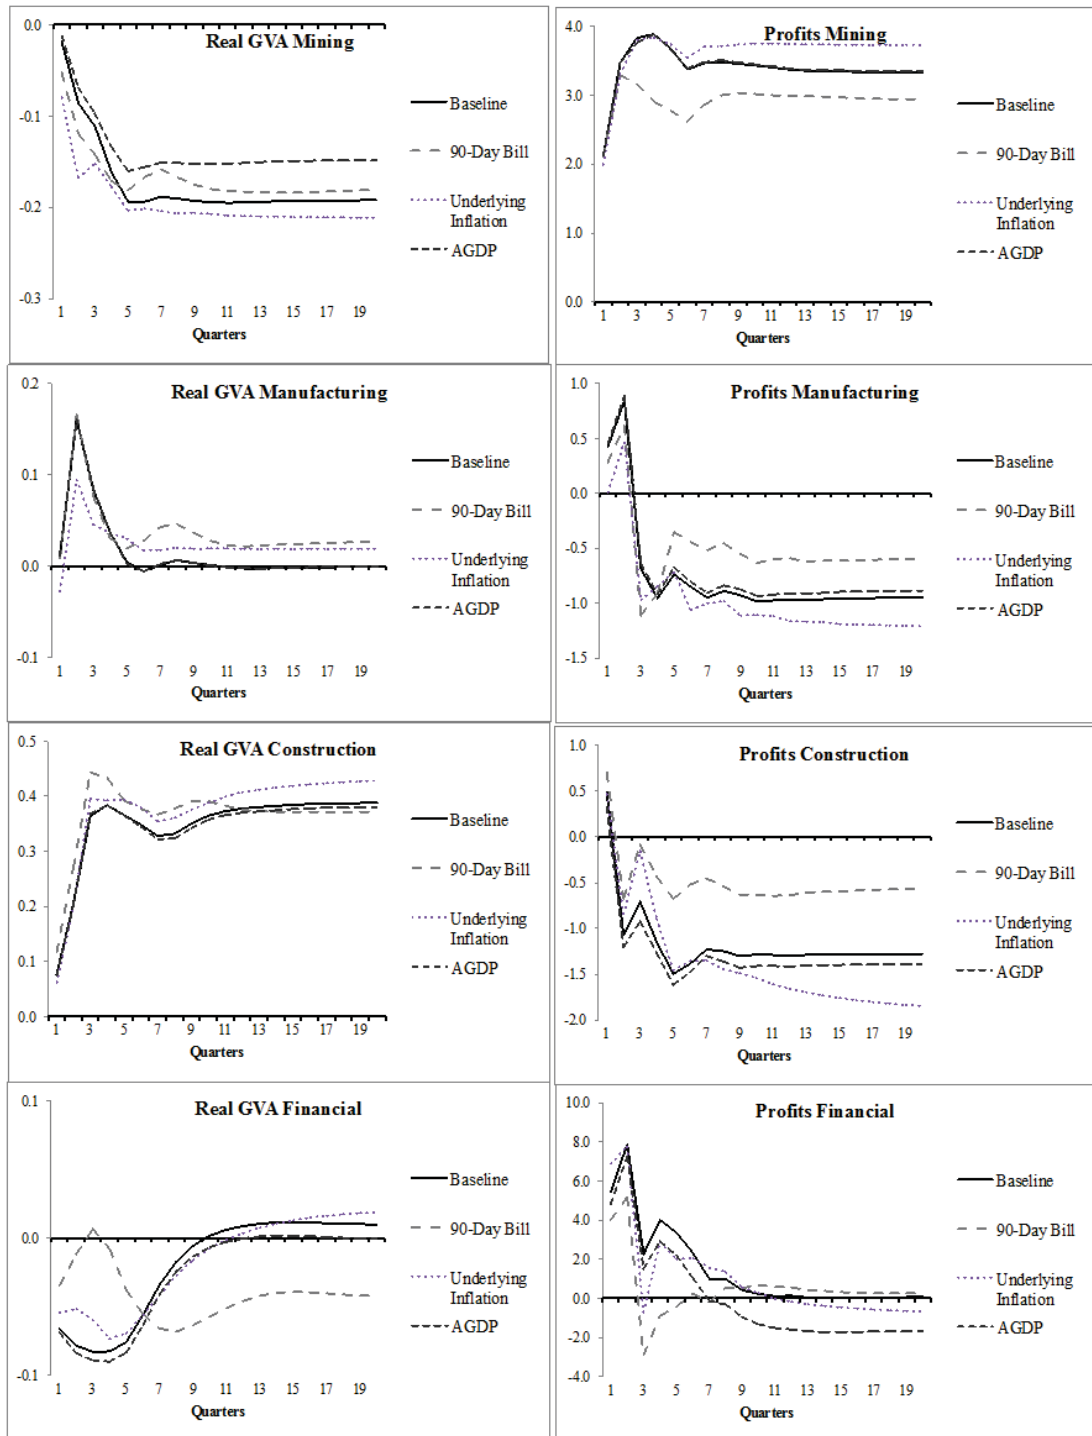 Real GVA Mining
0.0
-0.1
-0.2
-0.3
1 3 5 7 9 11 13 15 17 19
Quarters
Baseline
90-Day Bill
Underlying
Inflation
AGDP
Profits Mining
4.0
3.0
2.0
1.0
0.0
1 3 5 7 9 11 13 15 17 19
Quarters
Baseline
90-Day Bill
Underlying
Inflation
AGDP
Real GVA Manufacturing
0.2
0.1
0.0
-0.1
1 3 5 7 9 11 13 15 17 19
Quarters
Baseline
90-Day Bill
Underlying
Inflation
AGDP
Profits Manufacturing
1.0
0.5
0.0
-0.5
-1.0
-1.5
1 3 5 7 9 11 13 15 17 19
Quarters
Baseline
90-Day Bill
Underlying
Inflation
AGDP
Real GVA Construction
0.5
0.4
0.3
0.2
0.1
0.0
1 3 5 7 9 11 13 15 17 19
Quarters
Baseline
90-Day Bill
Underlying
Inflation
AGDP
Profits Construction
1.0
0.5
0.0
-0.5
-1.0
-1.5
-2.0
1 3 5 7 9 11 13 15 17 19
Quarters
Baseline
90-Day Bill
Underlying
Inflation
AGDP
Real GVA Financial
0.1
0.0
-0.1
1 3 5 7 9 11 13 15 17 19
Quarters
Baseline
90-Day Bill
Underlying
Inflation
AGDP
Profits Financial
10.0
8.0
6.0
4.0
2.0
0.0
-2.0
-4.0
1 3 5 7 9 11 13 15 17 19
Quarters
Baseline
90-Day Bill
Underlying
Inflation
AGDP